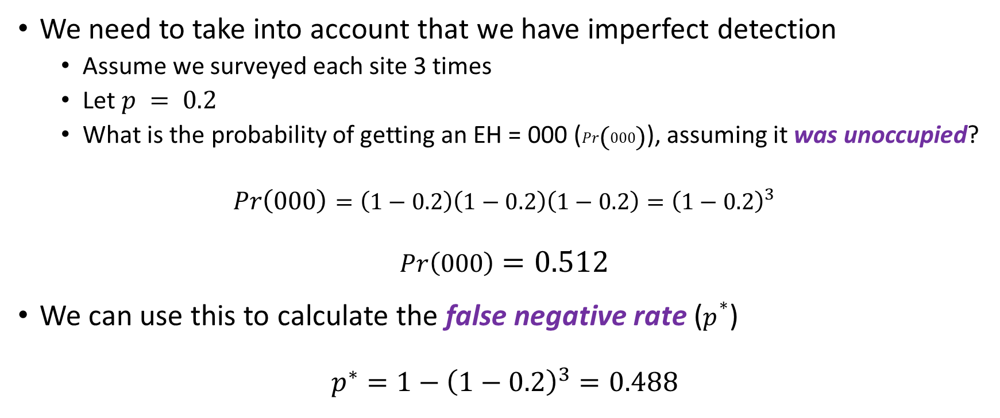 • We need to take into account that we have imperfect detection
• Assume we surveyed each site 3 times
• Let p = 0.2
• What is the probability of getting an EH = 000 (Pr(000)), assuming it was unoccupied?
Pr(000) = (1 − 0.2)(1 − 0.2)(1 − 0.2) = (1 − 0.2)³
Pr(000) = 0.512
• We can use this to calculate the false negative rate (p*)
p* = 1 − (1 − 0.2)³ = 0.488